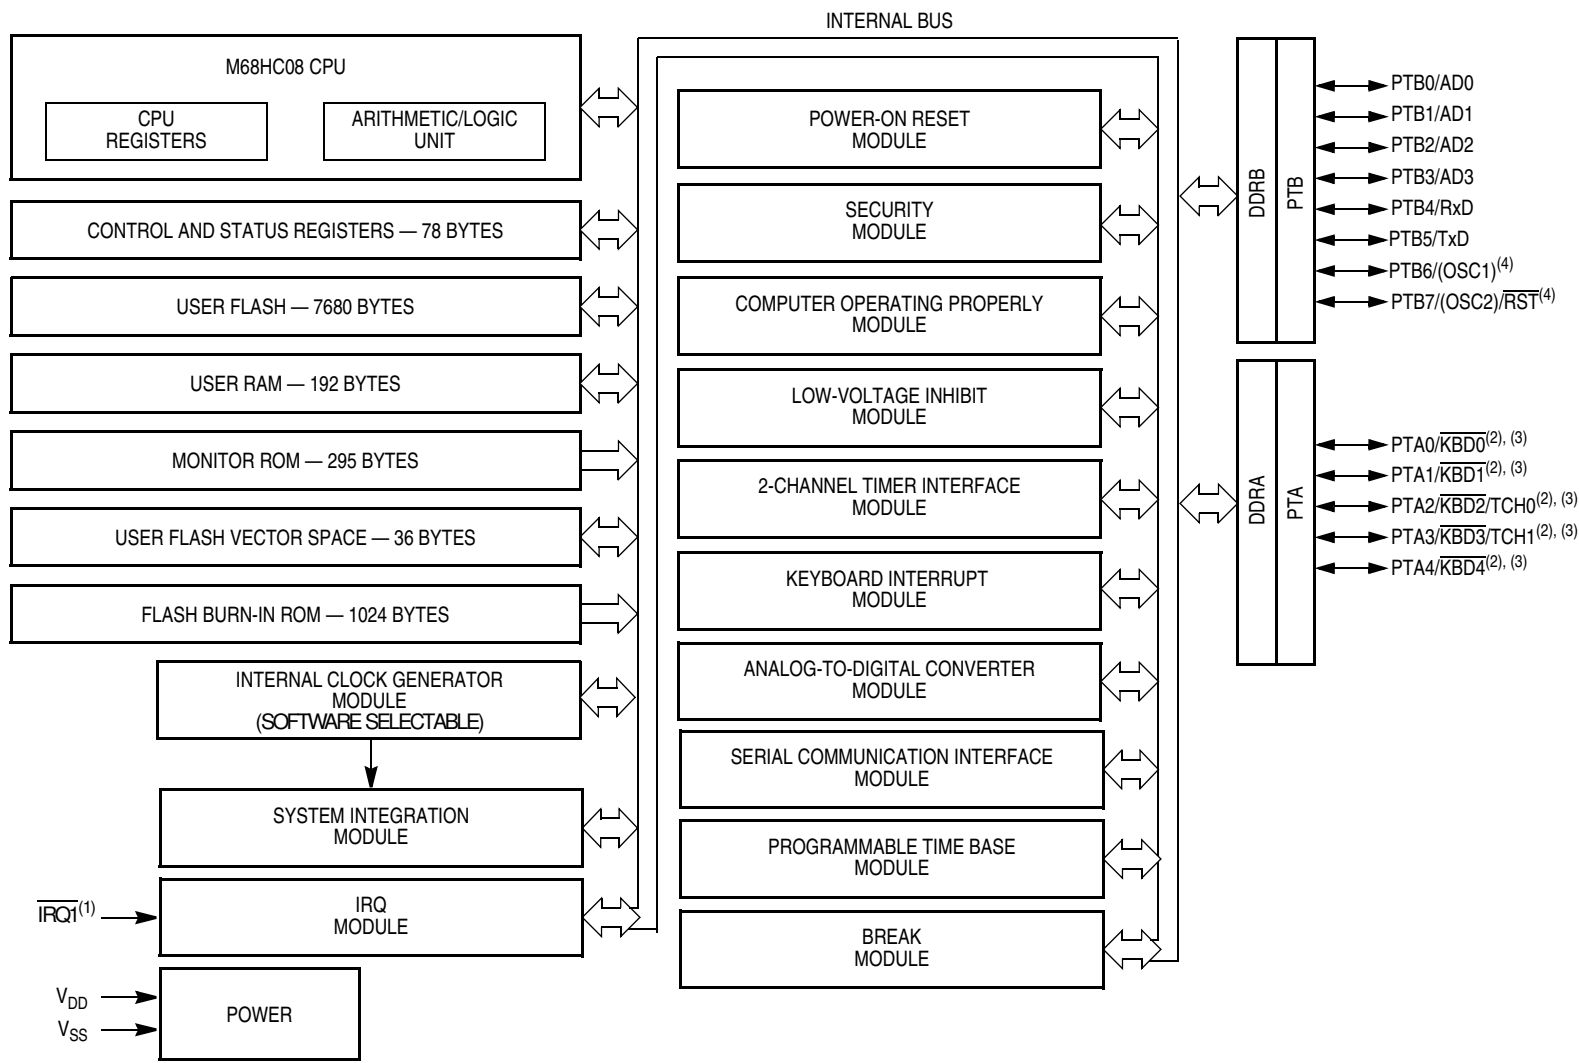 INTERNAL BUS
M68HC08 CPU
CPU
REGISTERS
ARITHMETIC/LOGIC
UNIT
CONTROL AND STATUS REGISTERS — 78 BYTES
USER FLASH — 7680 BYTES
USER RAM — 192 BYTES
MONITOR ROM — 295 BYTES
USER FLASH VECTOR SPACE — 36 BYTES
FLASH BURN-IN ROM — 1024 BYTES
INTERNAL CLOCK GENERATOR
MODULE
(SOFTWARE SELECTABLE)
SYSTEM INTEGRATION
MODULE
IRQ1(1)
IRQ
MODULE
VDD
VSS
POWER
POWER-ON RESET
MODULE
SECURITY
MODULE
COMPUTER OPERATING PROPERLY
MODULE
LOW-VOLTAGE INHIBIT
MODULE
2-CHANNEL TIMER INTERFACE
MODULE
KEYBOARD INTERRUPT
MODULE
ANALOG-TO-DIGITAL CONVERTER
MODULE
SERIAL COMMUNICATION INTERFACE
MODULE
PROGRAMMABLE TIME BASE
MODULE
BREAK
MODULE
DDRB
PTB
PTB0/AD0
PTB1/AD1
PTB2/AD2
PTB3/AD3
PTB4/RxD
PTB5/TxD
PTB6/(OSC1)(4)
PTB7/(OSC2)/RST(4)
DDRA
PTA
PTA0/KBD0(2), (3)
PTA1/KBD1(2), (3)
PTA2/KBD2/TCH0(2), (3)
PTA3/KBD3/TCH1(2), (3)
PTA4/KBD4(2), (3)